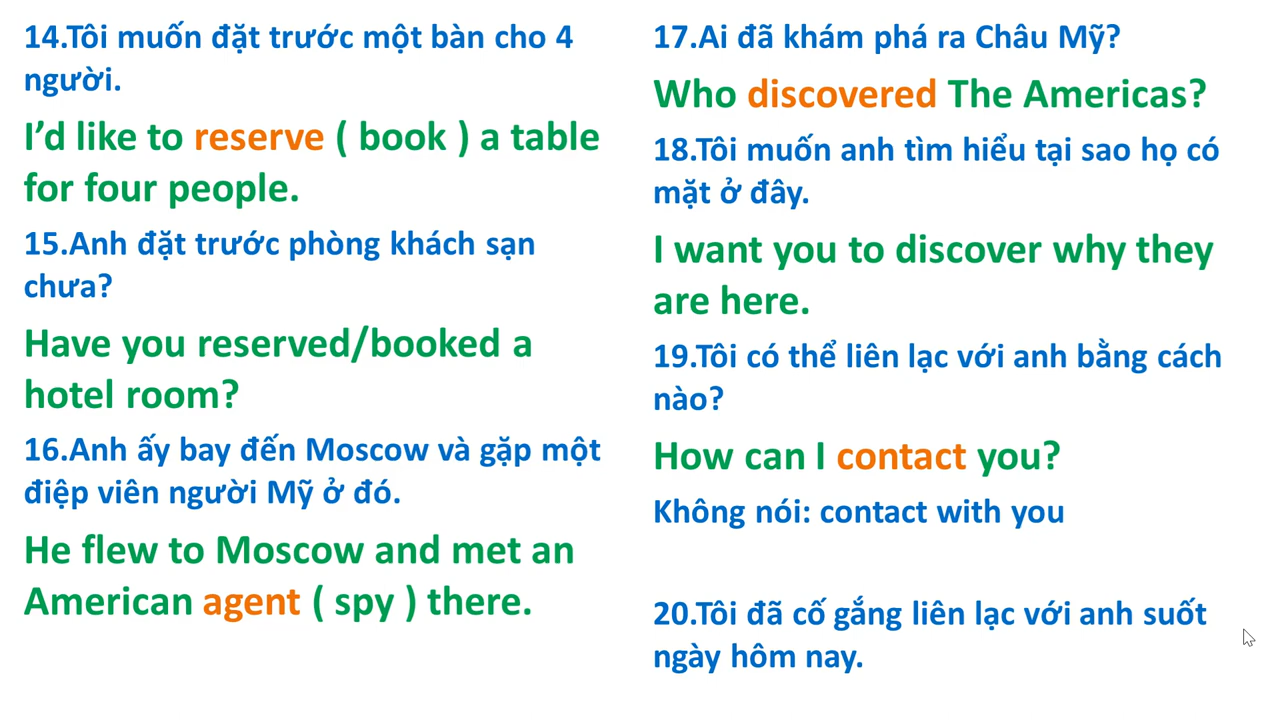 14.Tôi muốn đặt trước một bàn cho 4
người.
I’d like to reserve ( book ) a table
for four people.
15.Anh đặt trước phòng khách sạn
chưa?
Have you reserved/booked a
hotel room?
16.Anh ấy bay đến Moscow và gặp một
điệp viên người Mỹ ở đó.
He flew to Moscow and met an
American agent ( spy ) there.
17.Ai đã khám phá ra Châu Mỹ?
Who discovered The Americas?
18.Tôi muốn anh tìm hiểu tại sao họ có
mặt ở đây.
I want you to discover why they
are here.
19.Tôi có thể liên lạc với anh bằng cách
nào?
How can I contact you?
Không nói: contact with you
20.Tôi đã cố gắng liên lạc với anh suốt
ngày hôm nay.